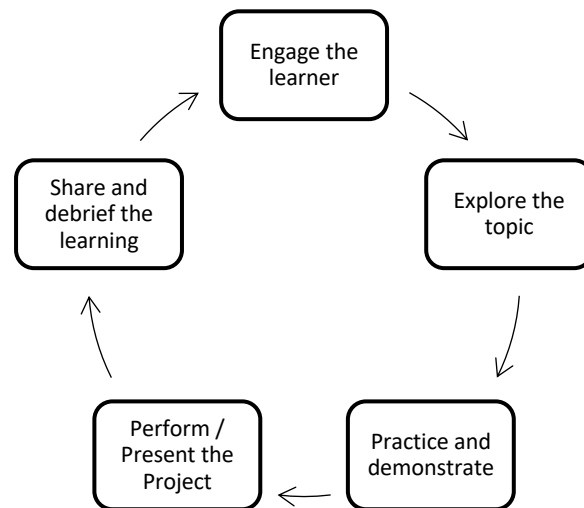 Engage the
learner
Explore the
topic
Practice and
demonstrate
Perform /
Present the
Project
Share and
debrief the
learning